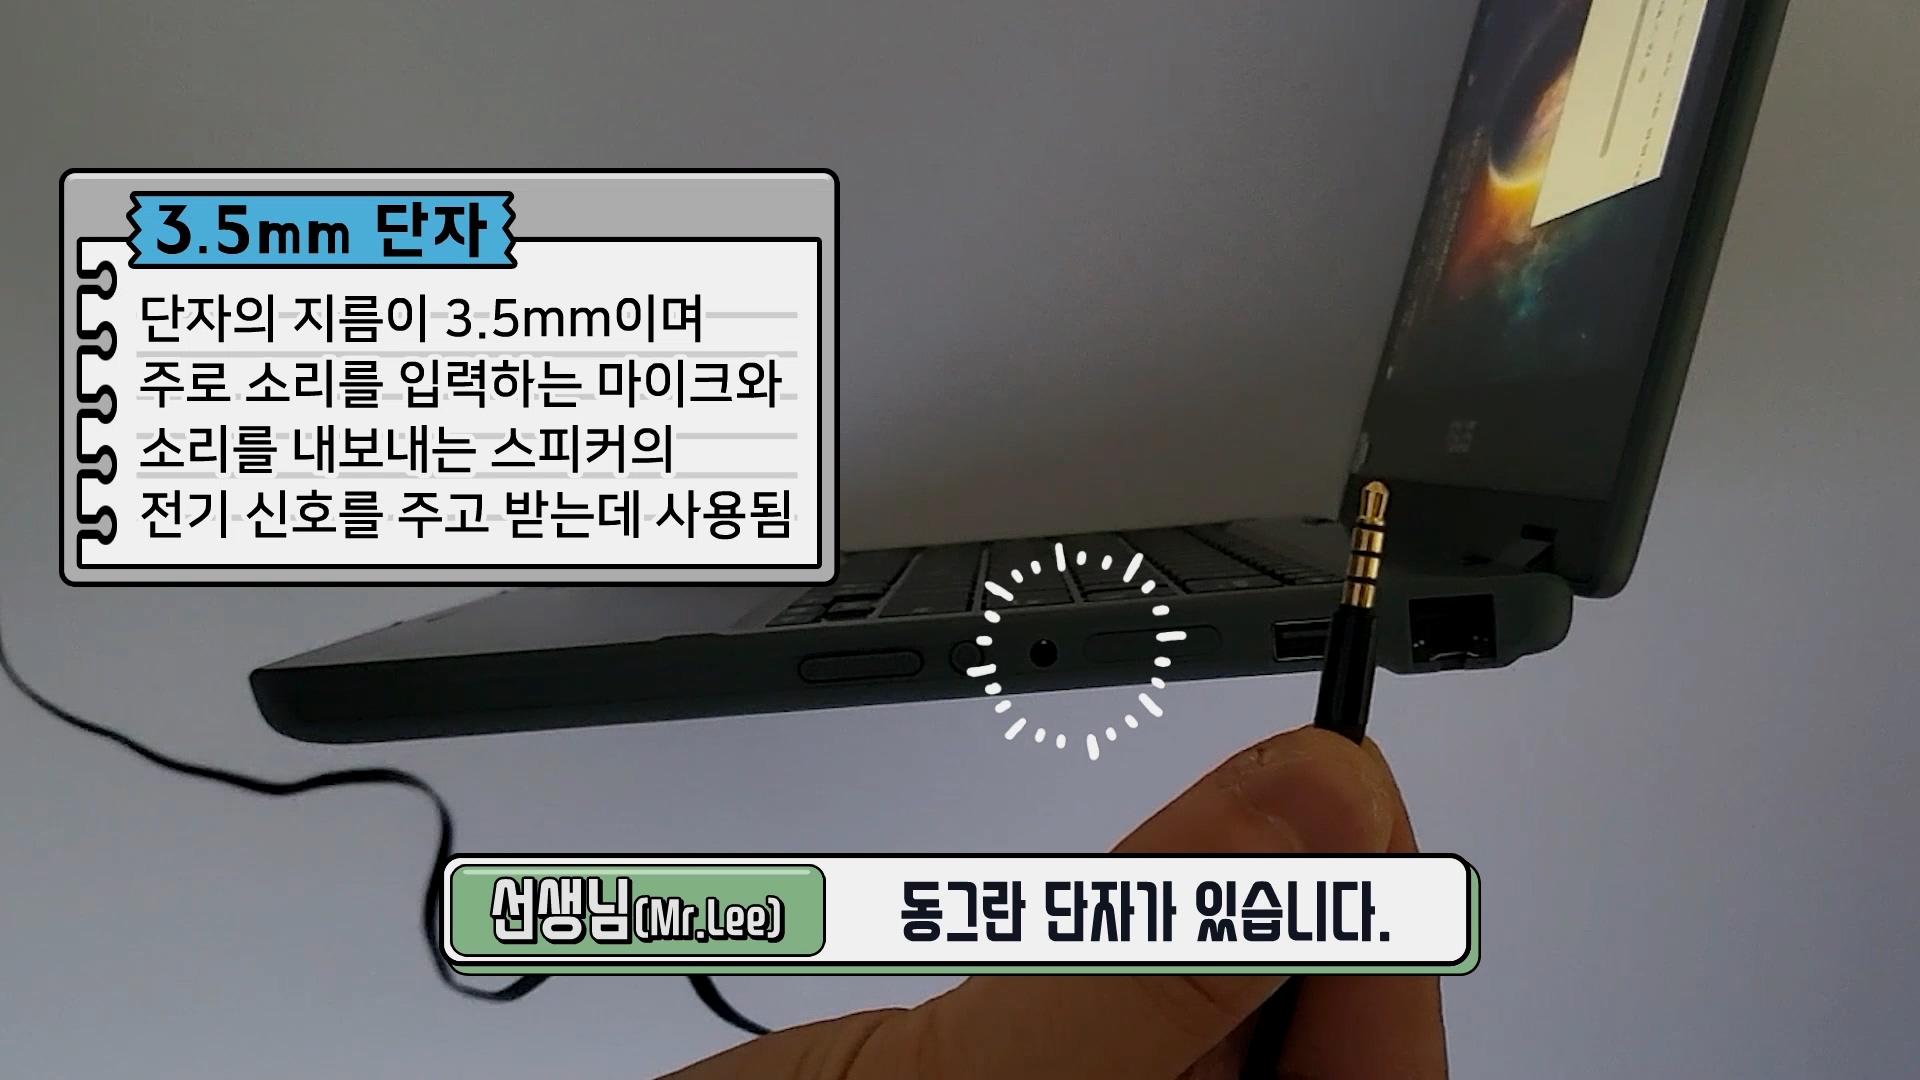 3.5mm 단자
단자의 지름이 3.5mm이며
주로 소리를 입력하는 마이크와
소리를 내보내는 스피커의
전기 신호를 주고 받는데 사용됨
선생님(Mr.Lee) 동그란 단자가 있습니다.